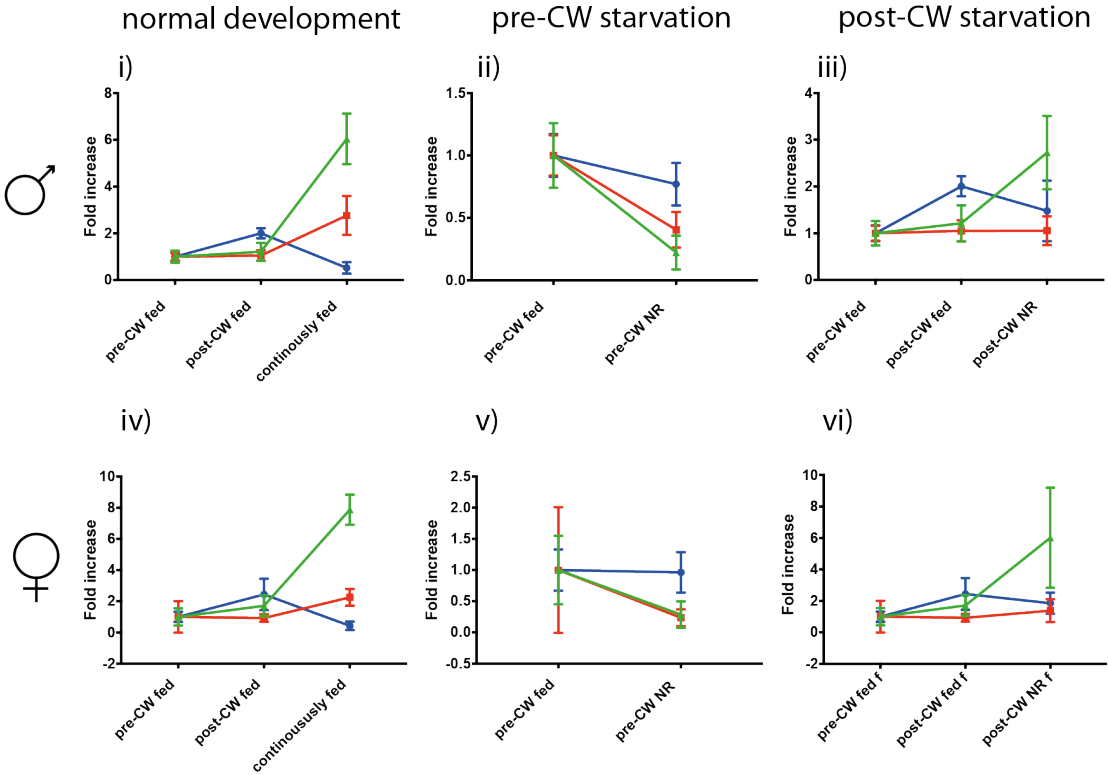 normal development
pre-CW starvation
post-CW starvation
i)
Fold increase
8
6
4
2
0
pre-CW fed
post-CW fed
continously fed
ii)
Fold increase
1.5
1.0
0.5
0.0
pre-CW fed
pre-CW NR
iii)
Fold increase
4
3
2
1
0
pre-CW fed
post-CW fed
post-CW NR
iv)
Fold increase
10
8
6
4
2
0
-2
pre-CW fed
post-CW fed
continuously fed
v)
Fold increase
2.5
2.0
1.5
1.0
0.5
0.0
-0.5
pre-CW fed
pre-CW NR
vi)
Fold increase
10
8
6
4
2
0
-2
pre-CW fed f
post-CW fed f
post-CW NR f